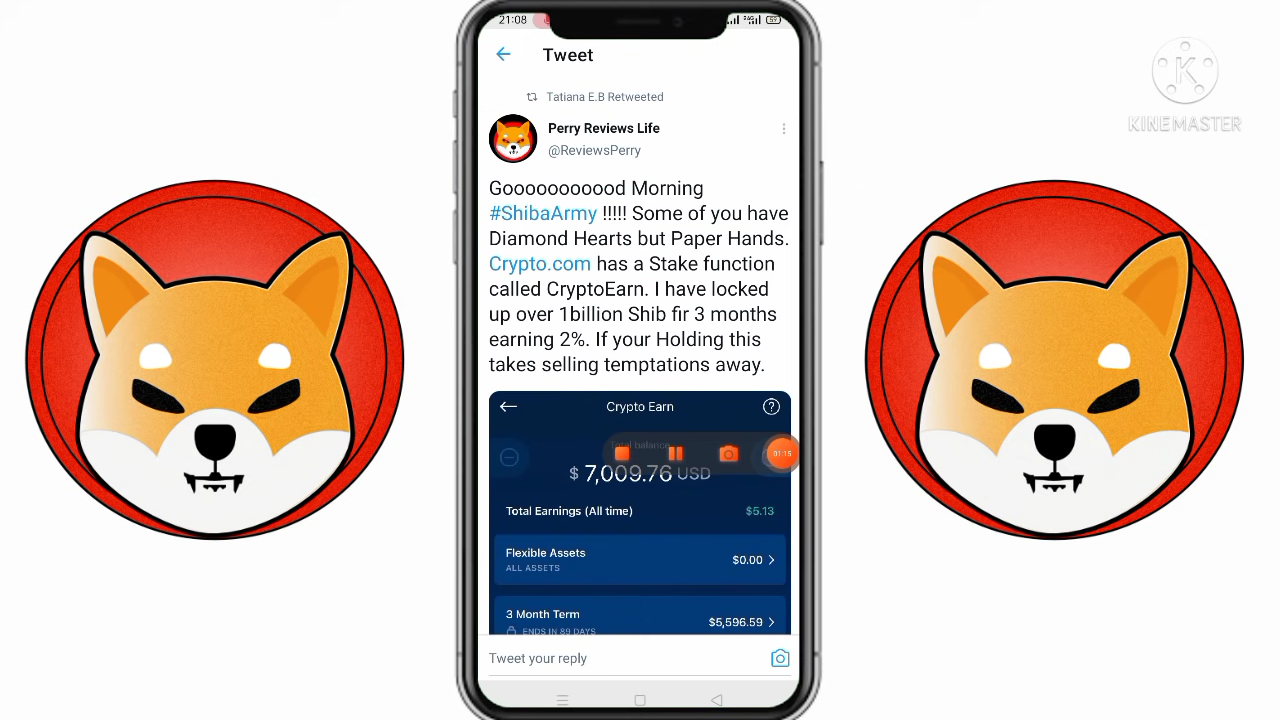 21:08
Tweet
Tatiana E.B Retweeted
Perry Reviews Life
@ReviewsPerry
Gooooooooood Morning
#ShibaArmy !!!!! Some of you have
Diamond Hearts but Paper Hands.
Crypto.com has a Stake function
called CryptoEarn. I have locked
up over 1billion Shib fir 3 months
earning 2%. If your Holding this
takes selling temptations away.
Crypto Earn
Total balance
$ 7,009.76 USD
01:15
Total Earnings (All time) $5.13
Flexible Assets
ALL ASSETS
$0.00
3 Month Term
ENDS IN 89 DAYS
$5,596.59
Tweet your reply
K
KINEMASTER